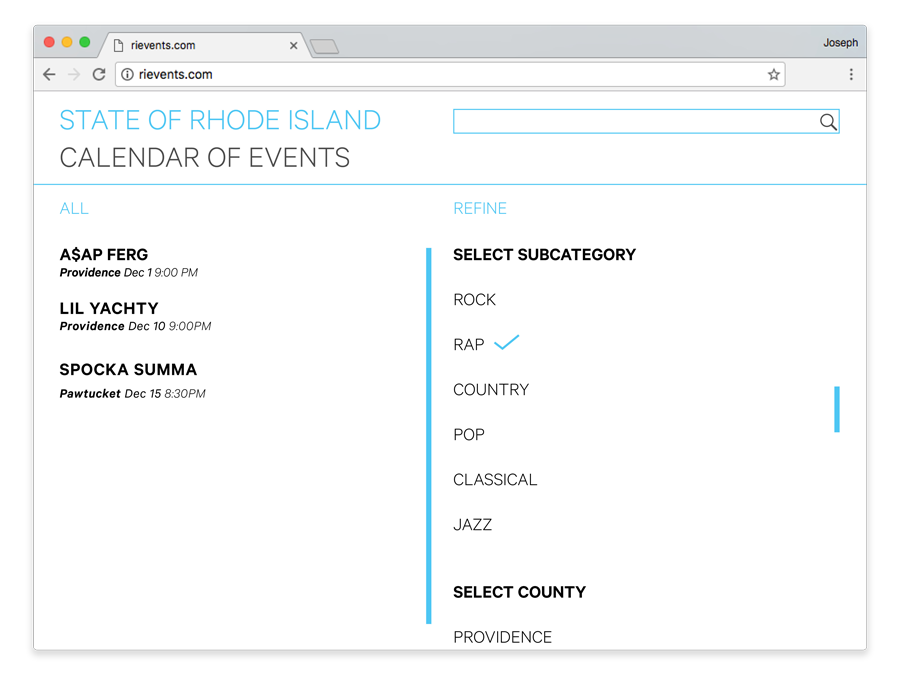 rievents.com
Joseph
rievents.com
STATE OF RHODE ISLAND
CALENDAR OF EVENTS
ALL
A$AP FERG
Providence Dec 1 9:00 PM
LIL YACHTY
Providence Dec 10 9:00PM
SPOCKA SUMMA
Pawtucket Dec 15 8:30PM
REFINE
SELECT SUBCATEGORY
ROCK
RAP
COUNTRY
POP
CLASSICAL
JAZZ
SELECT COUNTY
PROVIDENCE